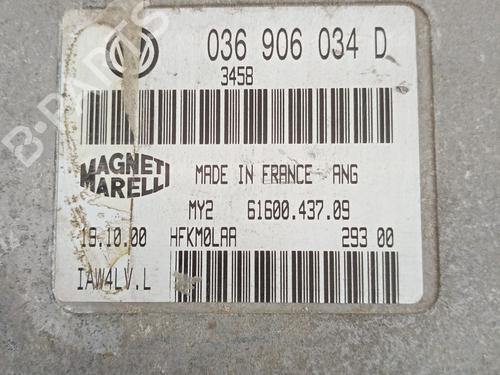 036 906 034 D
3458
MAGNETI MARELLI
MADE IN FRANCE - ANG
MY2 61600.437.09
19.10.00 HFKM0LAA 293 00
IAW4LV.L
B-PARTS